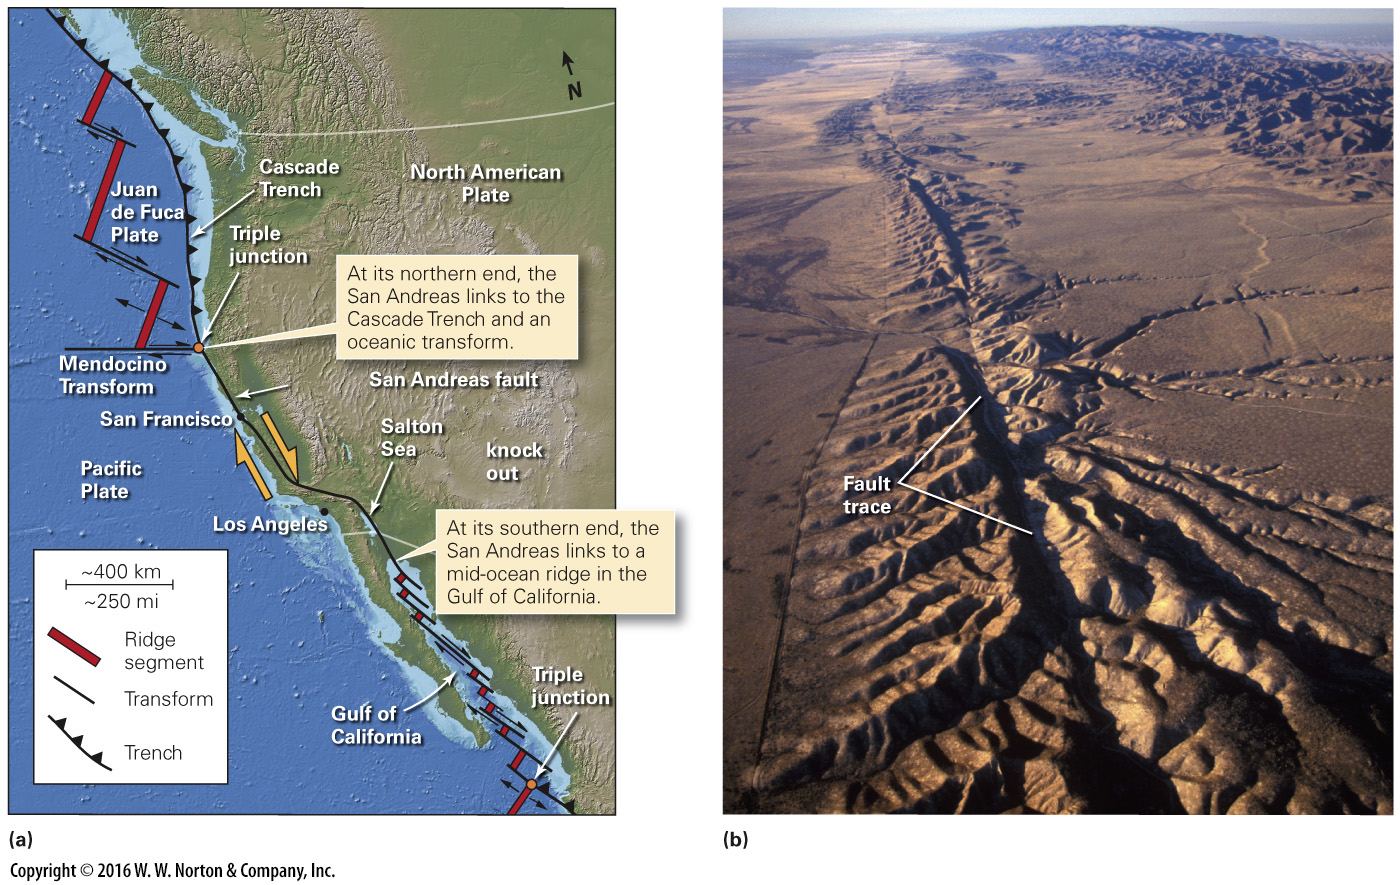 N
Cascade
Trench
North American
Plate
Juan
de Fuca
Plate
Triple
junction
At its northern end, the
San Andreas links to the
Cascade Trench and an
oceanic transform.
Mendocino
Transform
San Andreas fault
San Francisco
Salton
Sea
knock
out
Pacific
Plate
Los Angeles
At its southern end, the
San Andreas links to a
mid-ocean ridge in the
Gulf of California.
~400 km
~250 mi
Ridge
segment
Transform
Trench
Gulf of
California
Triple
junction
(a)
Fault
trace
(b)
Copyright © 2016 W. W. Norton & Company, Inc.